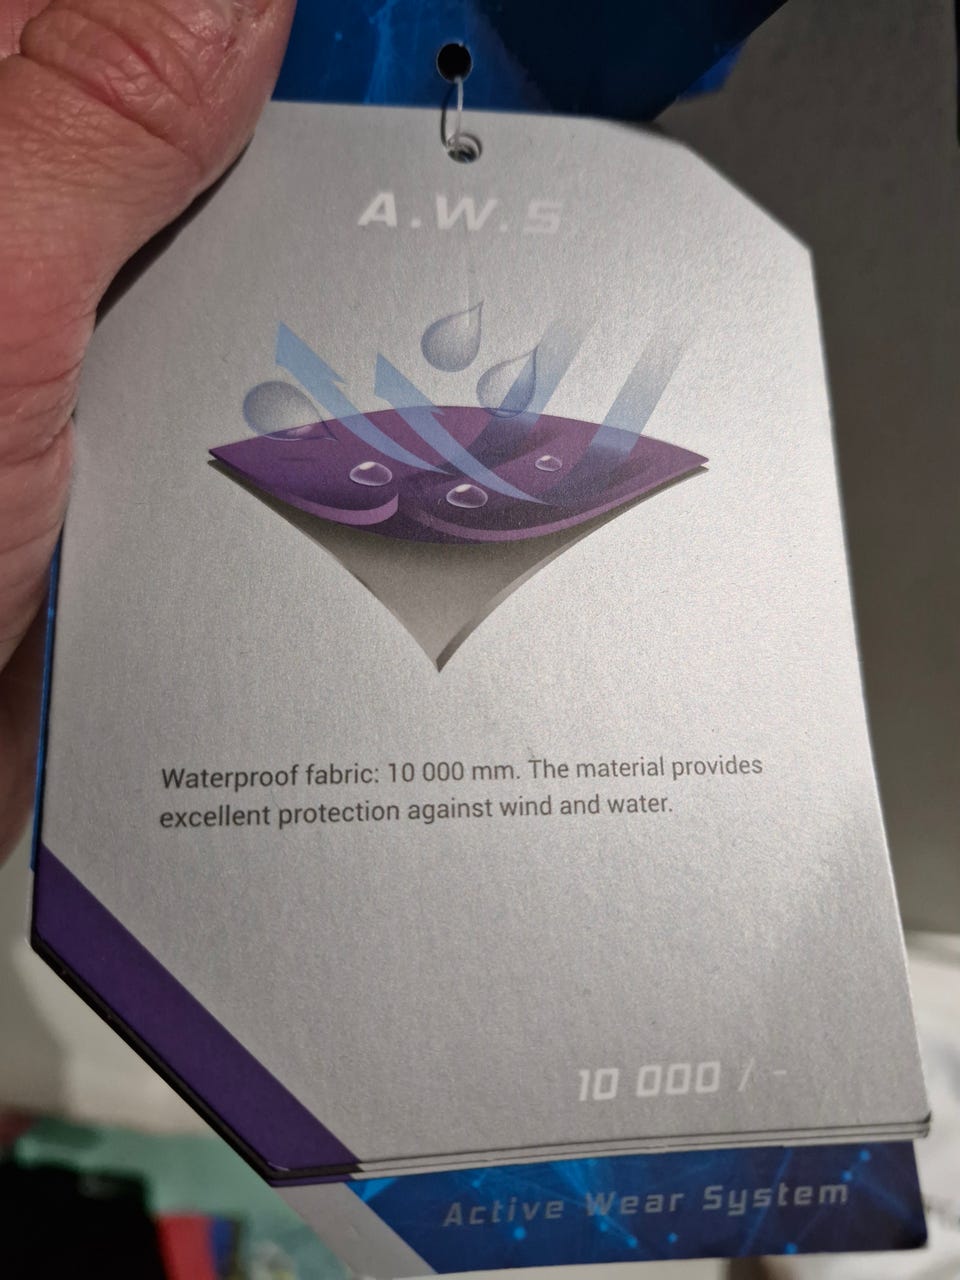 A.W.S
Waterproof fabric: 10 000 mm. The material provides
excellent protection against wind and water.
10 000 / -
Active Wear System